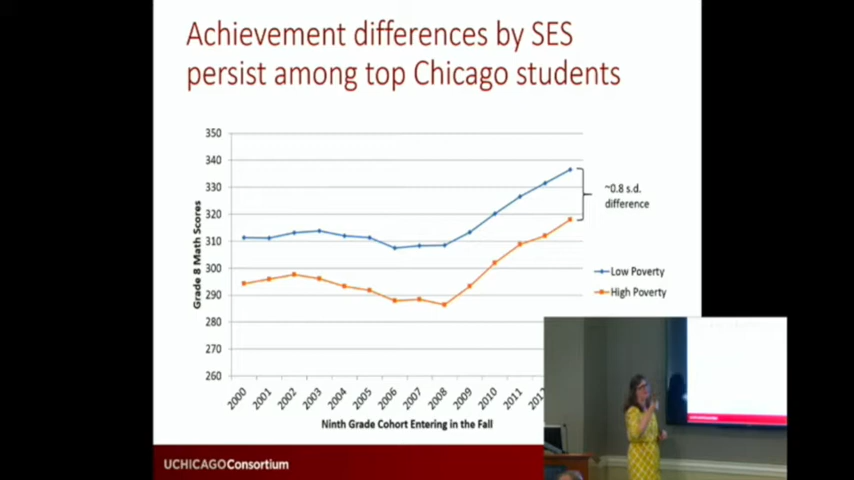 Achievement differences by SES
persist among top Chicago students
350
340
330
320
310
300
290
280
270
260
Grade 8 Math Scores
~0.8 s.d.
difference
Low Poverty
High Poverty
2000
2001
2002
2003
2004
2005
2006
2007
2008
2009
2010
2011
Ninth Grade Cohort Entering in the Fall
UCHICAGOConsortium